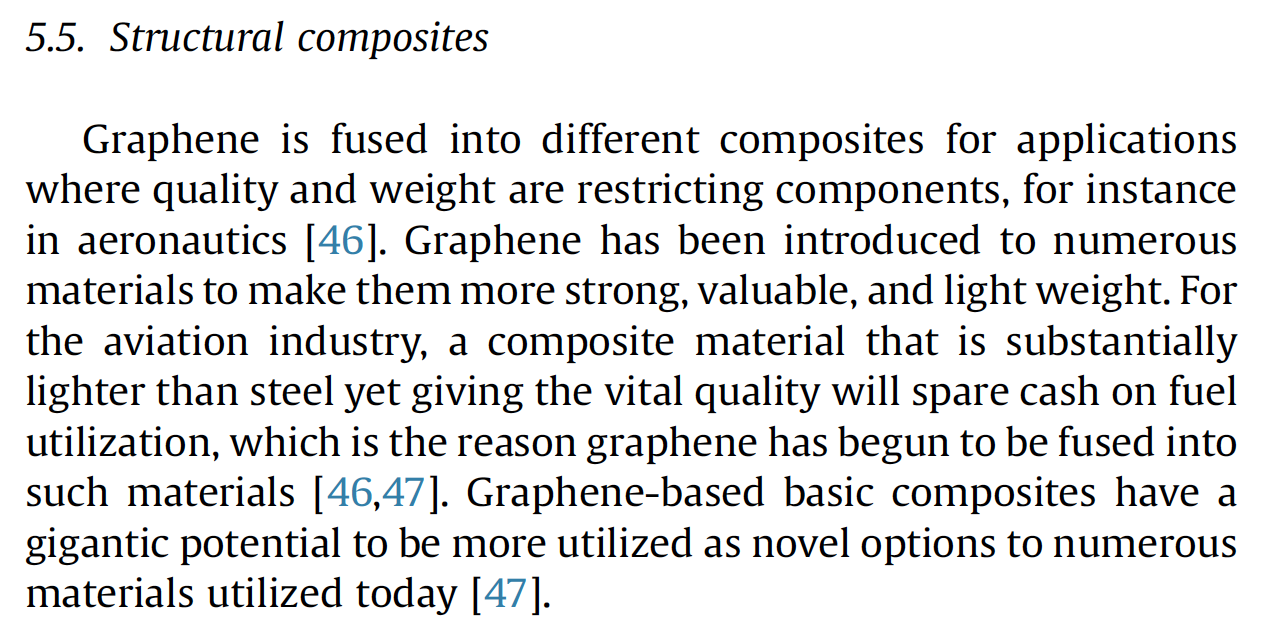 5.5. Structural composites
Graphene is fused into different composites for applications
where quality and weight are restricting components, for instance
in aeronautics [46]. Graphene has been introduced to numerous
materials to make them more strong, valuable, and light weight. For
the aviation industry, a composite material that is substantially
lighter than steel yet giving the vital quality will spare cash on fuel
utilization, which is the reason graphene has begun to be fused into
such materials [46,47]. Graphene-based basic composites have a
gigantic potential to be more utilized as novel options to numerous
materials utilized today [47].